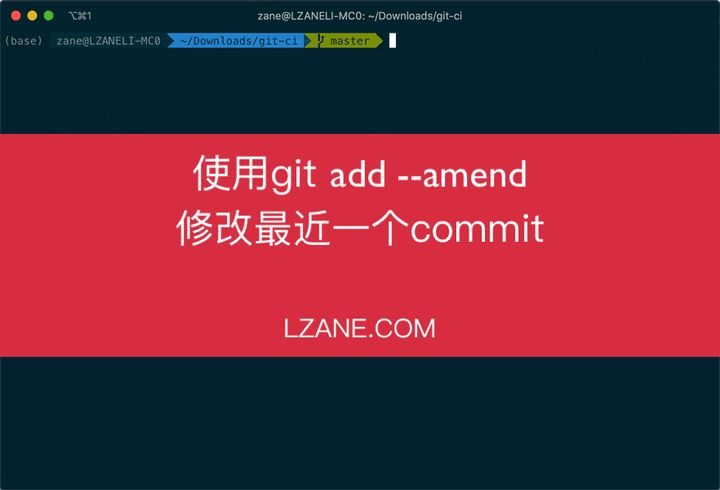 ⌥⌘1 zane@LZANELI-MC0: ~/Downloads/git-ci
(base) zane@LZANELI-MC0 ~/Downloads/git-ci master
使用git add --amend
修改最近一个commit
LZANE.COM